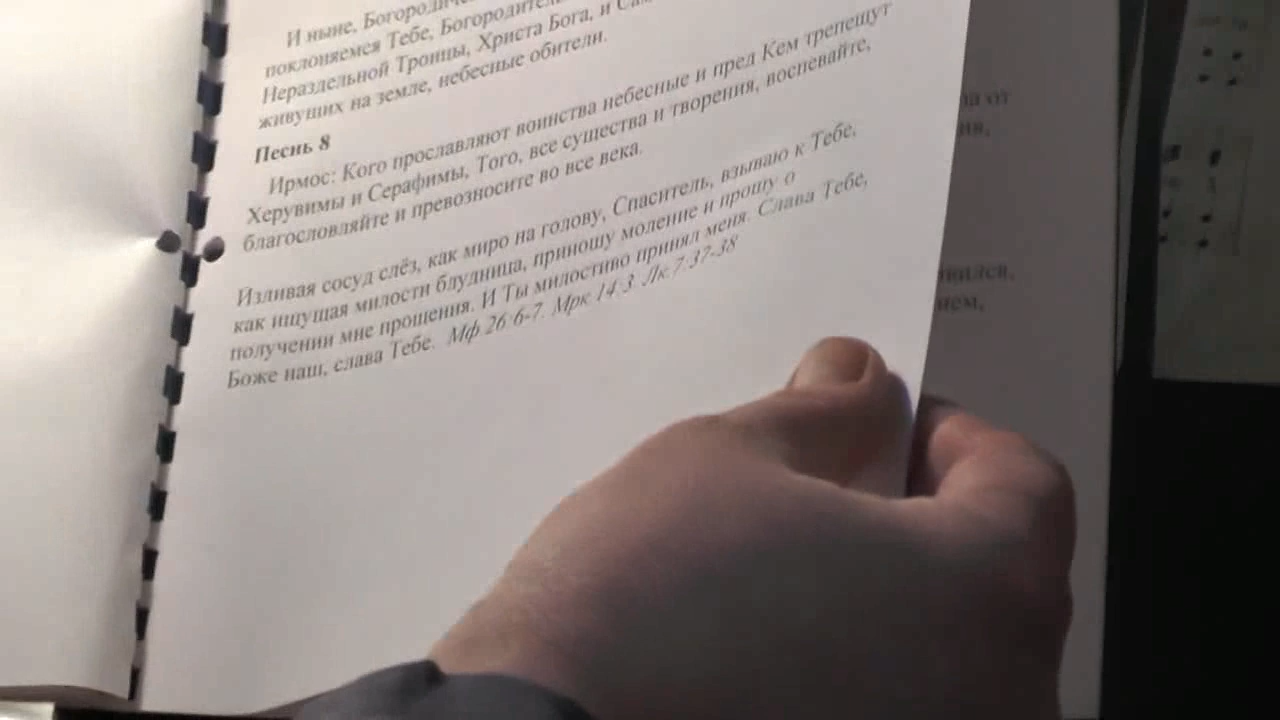 И ныне,
поклоняемся Тебе,
Нераздельной Троицы, Христа Бога, и
живущих на земле, небесные обители.
Песнь 8
Ирмос: Кого прославляют воинства небесные и пред Кем трепещут
Херувимы и Серафимы, Того, все существа и творения, воспевайте,
благословляйте и превозносите во все века.
Изливая сосуд слёз, как миро на голову, Спаситель, взываю к Тебе,
как ищущая милости блудница, приношу моление и прошу о
получении мне прощения. И Ты милостиво принял меня. Слава Тебе,
Боже наш, слава Тебе. Мф 26:6-7. Мрк 14:3. Лк 7:37-38
от